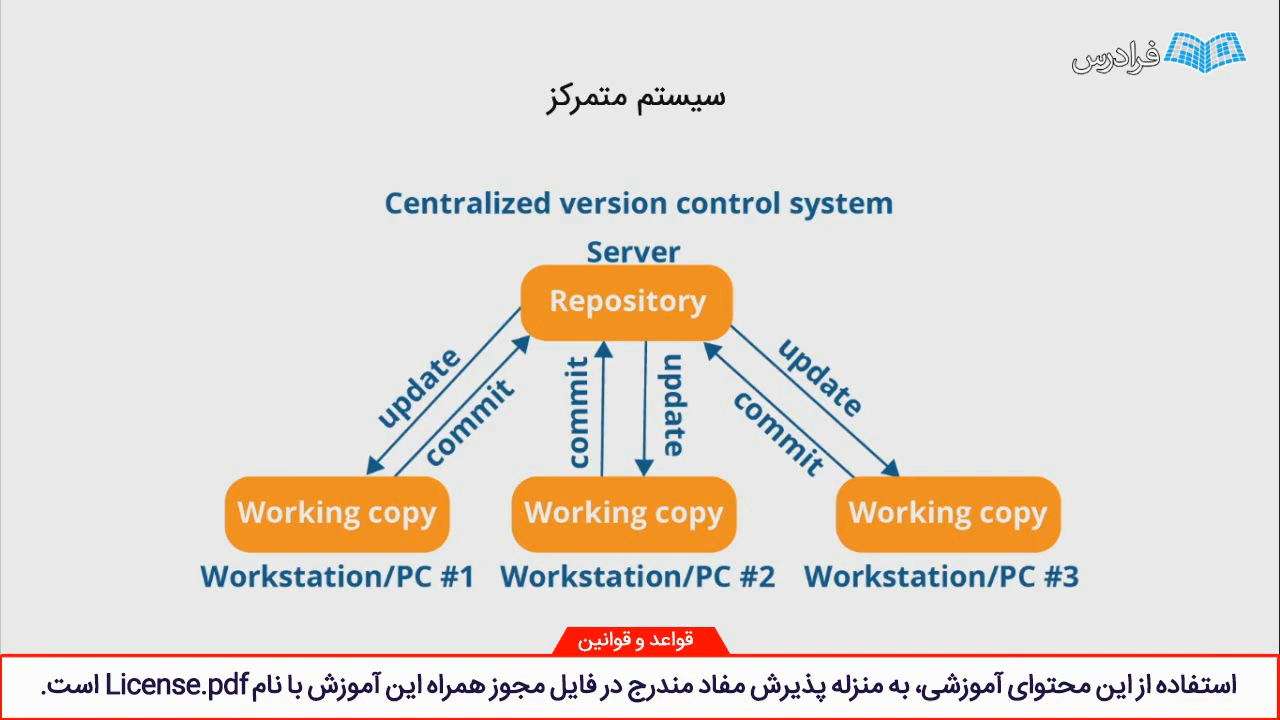 فرادرس
سیستم متمرکز
Centralized version control system
Server
Repository
update
commit
commit
update
commit
update
Working copy
Working copy
Working copy
Workstation/PC #1
Workstation/PC #2
Workstation/PC #3
قواعد و قوانین
استفاده از این محتوای آموزشی، به منزله پذیرش مفاد مندرج در فایل مجوز همراه این آموزش با نام License.pdf است.